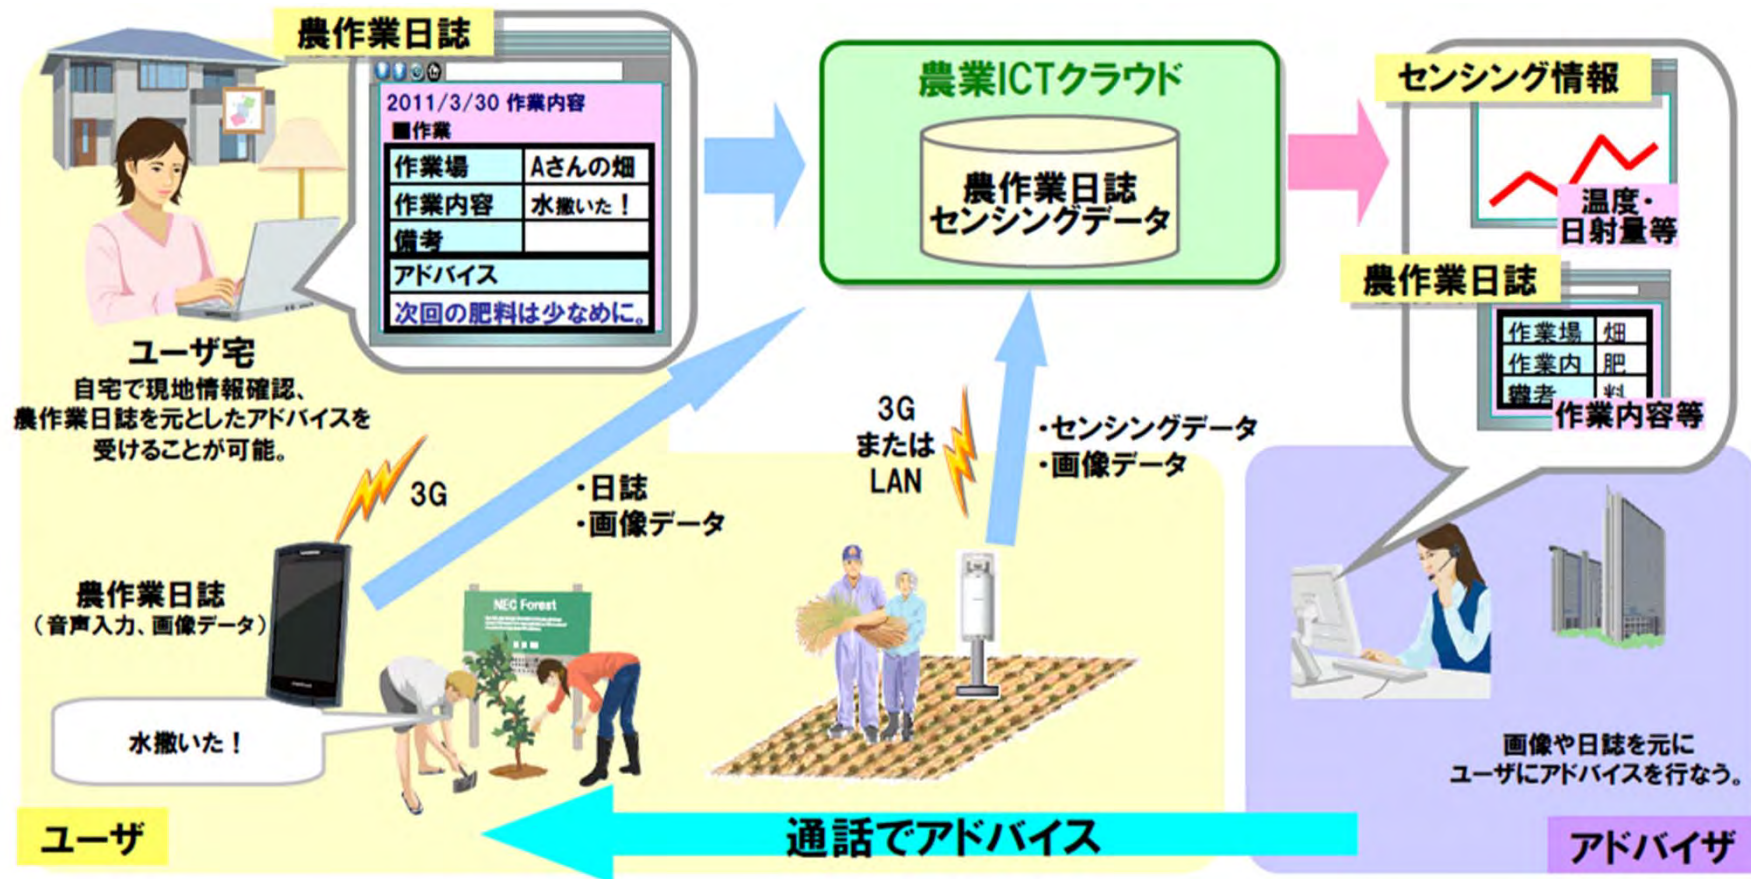 農作業日誌
2011/3/30 作業内容
■作業
作業場 Aさんの畑
作業内容 水撒いた！
備考
アドバイス
次回の肥料は少なめに。
ユーザ宅
自宅で現地情報確認、
農作業日誌を元としたアドバイスを
受けることが可能。
農業ICTクラウド
農作業日誌
センシングデータ
センシング情報
温度・
日射量等
農作業日誌
作業場 畑
作業内 肥
備考 料
作業内容等
3G
・日誌
・画像データ
3G
または
LAN
・センシングデータ
・画像データ
農作業日誌
（音声入力、画像データ）
水撒いた！
NEC Forest
画像や日誌を元に
ユーザにアドバイスを行なう。
通話でアドバイス
ユーザ
アドバイザ